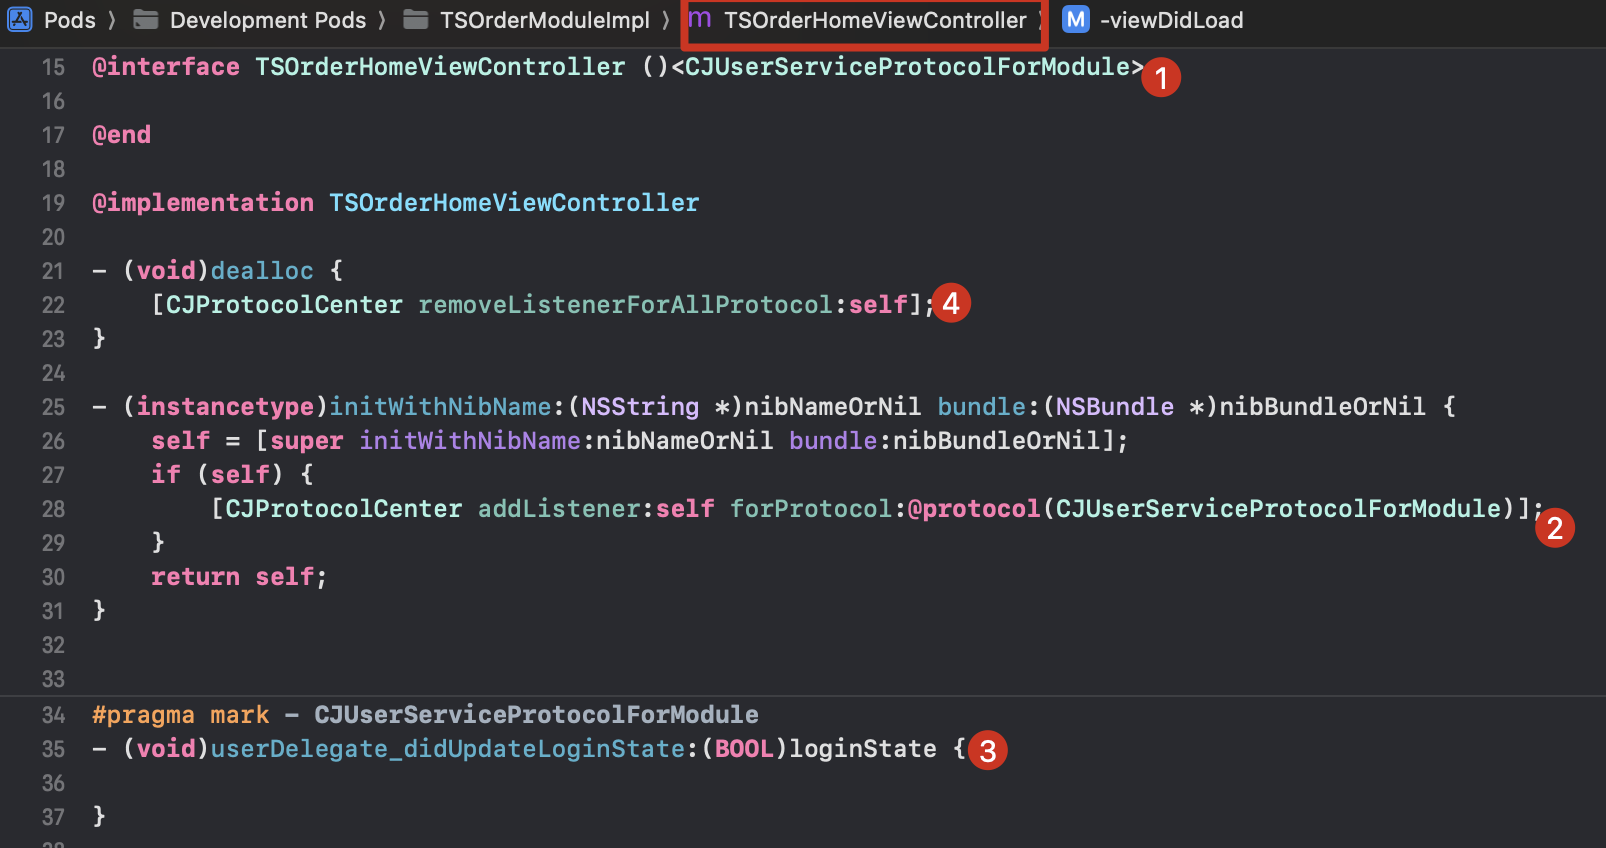 Pods 〉 Development Pods 〉 TSOrderModuleImpl 〉 m TSOrderHomeViewController 〉 M -viewDidLoad
15 @interface TSOrderHomeViewController ()<CJUserServiceProtocolForModule> 1
16
17 @end
18
19 @implementation TSOrderHomeViewController
20
21 - (void)dealloc {
22     [CJProtocolCenter removeListenerForAllProtocol:self]; 4
23 }
24
25 - (instancetype)initWithNibName:(NSString *)nibNameOrNil bundle:(NSBundle *)nibBundleOrNil {
26     self = [super initWithNibName:nibNameOrNil bundle:nibBundleOrNil];
27     if (self) {
28         [CJProtocolCenter addListener:self forProtocol:@protocol(CJUserServiceProtocolForModule)]; 2
29     }
30     return self;
31 }
32
33
34 #pragma mark - CJUserServiceProtocolForModule
35 - (void)userDelegate_didUpdateLoginState:(BOOL)loginState { 3
36
37 }